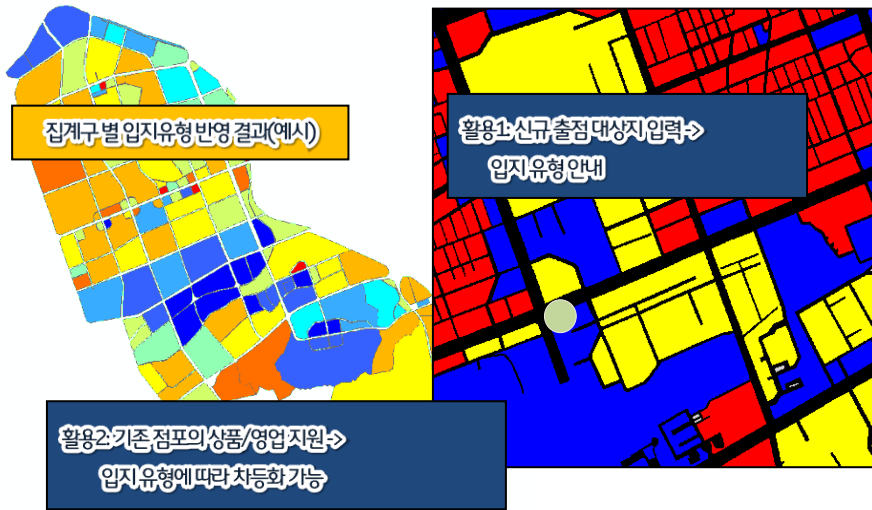 집계구 별 입지유형 반영 결과(예시)
활용1: 신규 출점 대상지 입력->
입지 유형 안내
활용2: 기존 점포의 상품/영업 지원->
입지 유형에 따라 차등화 가능